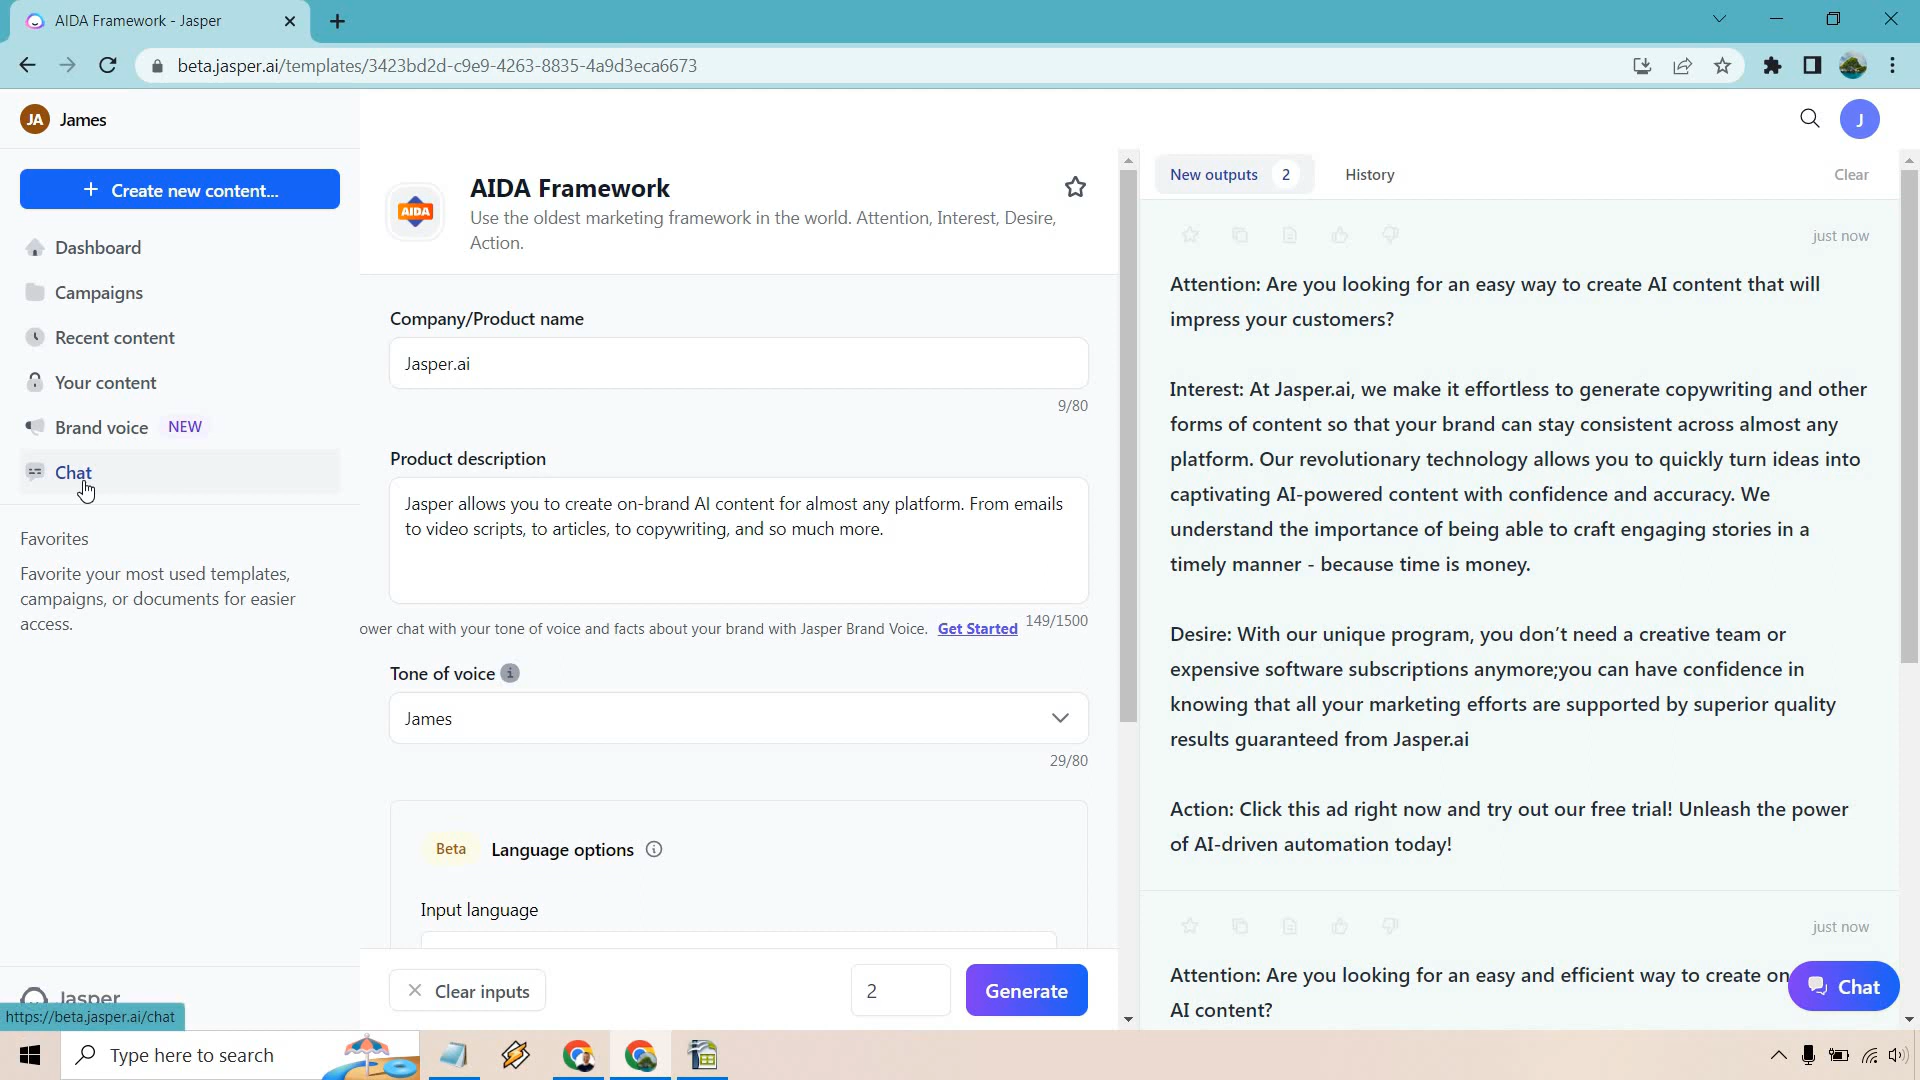 AIDA Framework - Jasper
beta.jasper.ai/templates/3423bd2d-c9e9-4263-8835-4a9d3eca6673
JA
James
J
Create new content...
Dashboard
Campaigns
Recent content
Your content
Brand voice NEW
Chat
Favorites
Favorite your most used templates,
campaigns, or documents for easier
access.
Jasper
https://beta.jasper.ai/chat
AIDA
AIDA Framework
Use the oldest marketing framework in the world. Attention, Interest, Desire,
Action.
Company/Product name
Jasper.ai
9/80
Product description
Jasper allows you to create on-brand AI content for almost any platform. From emails
to video scripts, to articles, to copywriting, and so much more.
149/1500
ower chat with your tone of voice and facts about your brand with Jasper Brand Voice. Get Started
Tone of voice
James
29/80
Beta
Language options
Input language
Clear inputs
2
Generate
New outputs 2
History
Clear
just now
Attention: Are you looking for an easy way to create AI content that will
impress your customers?
Interest: At Jasper.ai, we make it effortless to generate copywriting and other
forms of content so that your brand can stay consistent across almost any
platform. Our revolutionary technology allows you to quickly turn ideas into
captivating AI-powered content with confidence and accuracy. We
understand the importance of being able to craft engaging stories in a
timely manner - because time is money.
Desire: With our unique program, you don't need a creative team or
expensive software subscriptions anymore;you can have confidence in
knowing that all your marketing efforts are supported by superior quality
results guaranteed from Jasper.ai
Action: Click this ad right now and try out our free trial! Unleash the power
of AI-driven automation today!
just now
Attention: Are you looking for an easy and efficient way to create on
AI content?
Chat
Type here to search